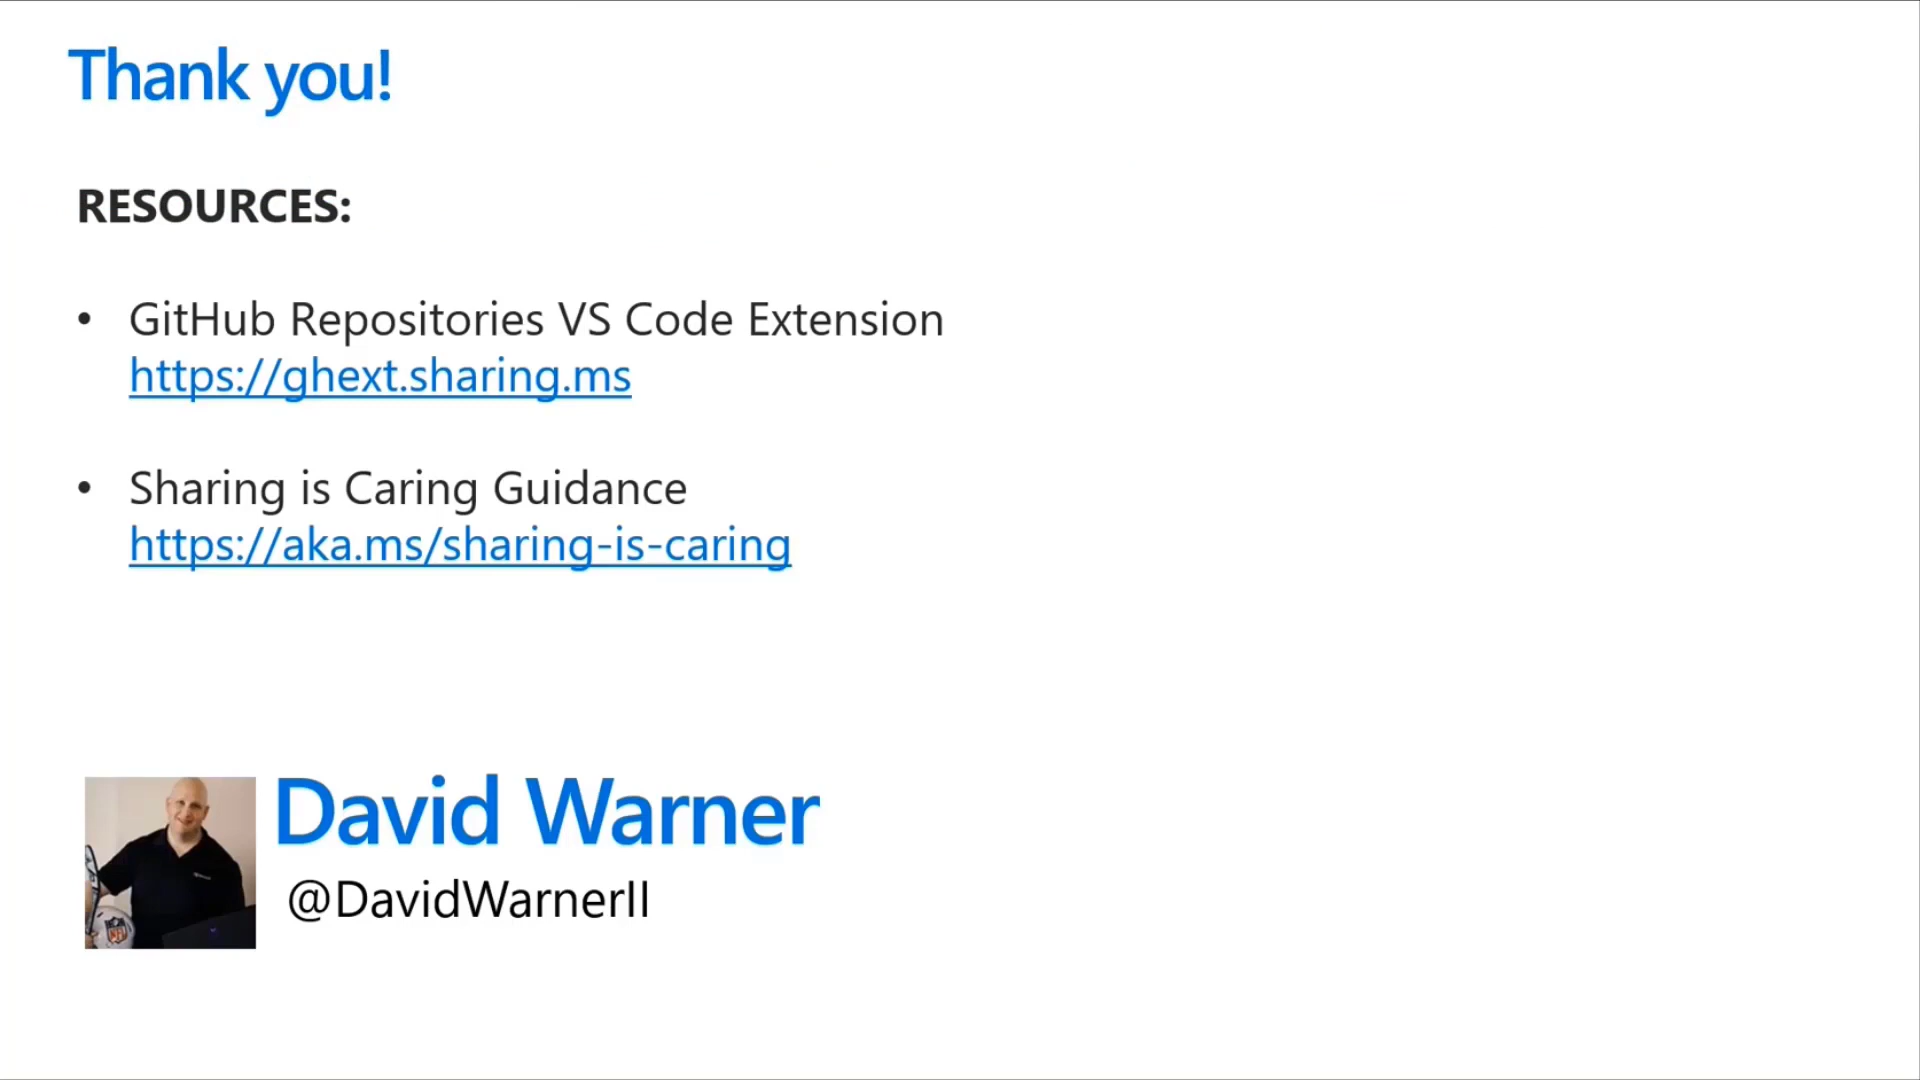 Thank you!
RESOURCES:
• GitHub Repositories VS Code Extension
https://ghext.sharing.ms
• Sharing is Caring Guidance
https://aka.ms/sharing-is-caring
David Warner
@DavidWarnerII
NFL